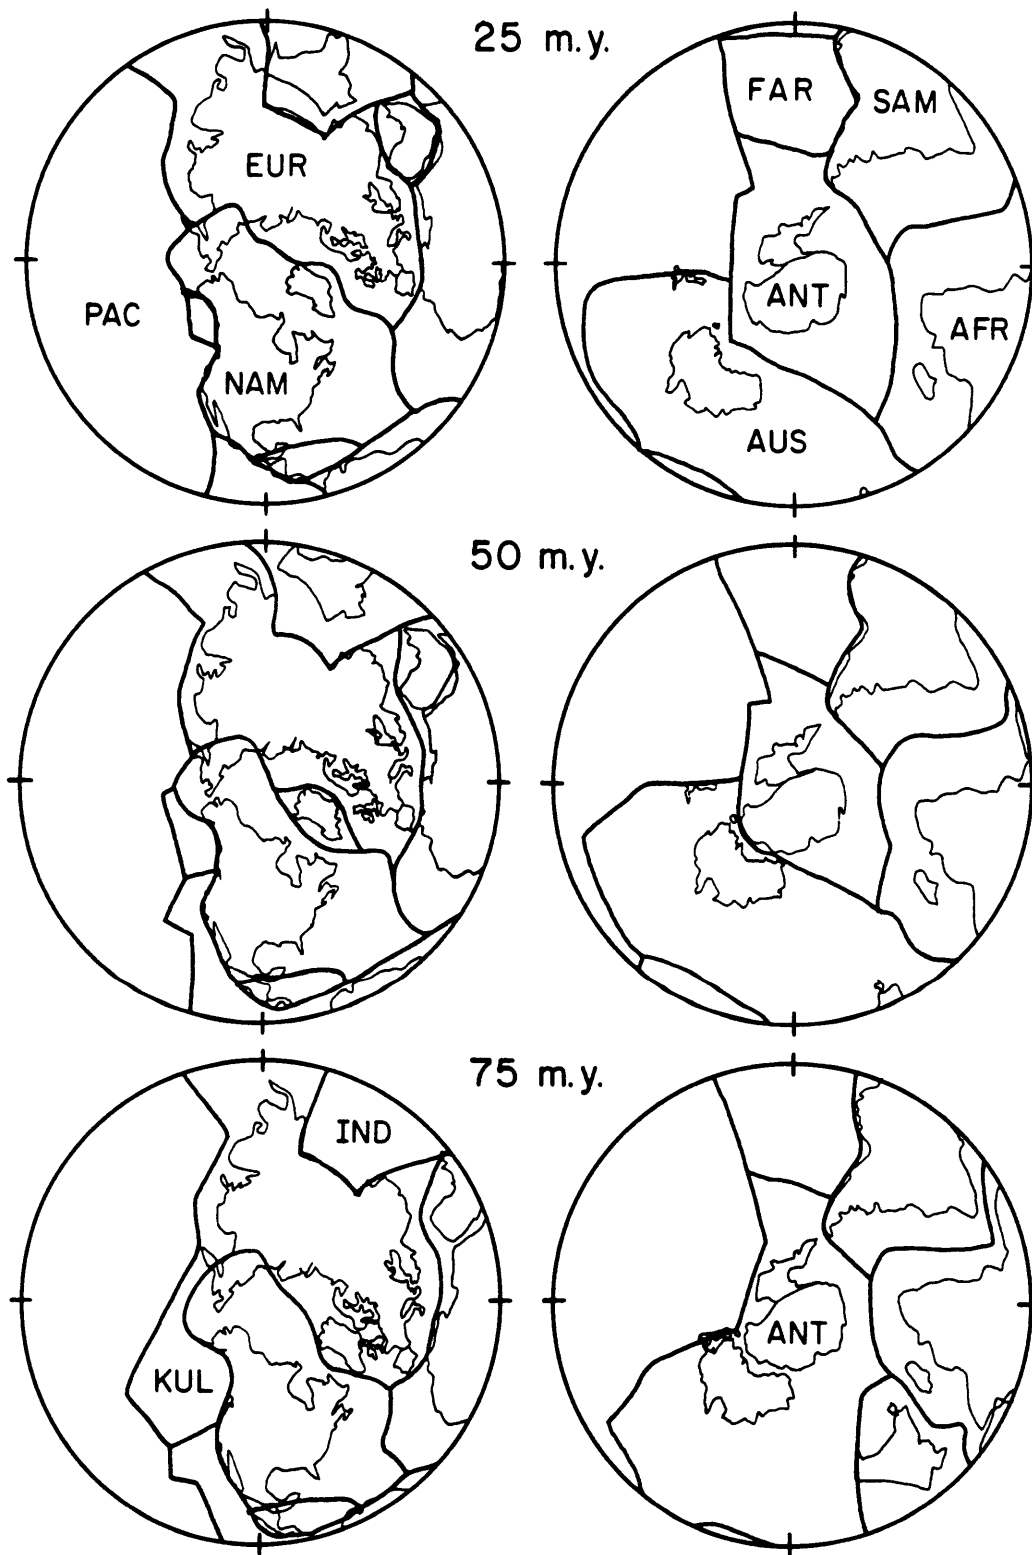 25 m.y.
FAR
SAM
EUR
ANT
PAC
AFR
NAM
AUS
50 m.y.
75 m.y.
IND
ANT
KUL